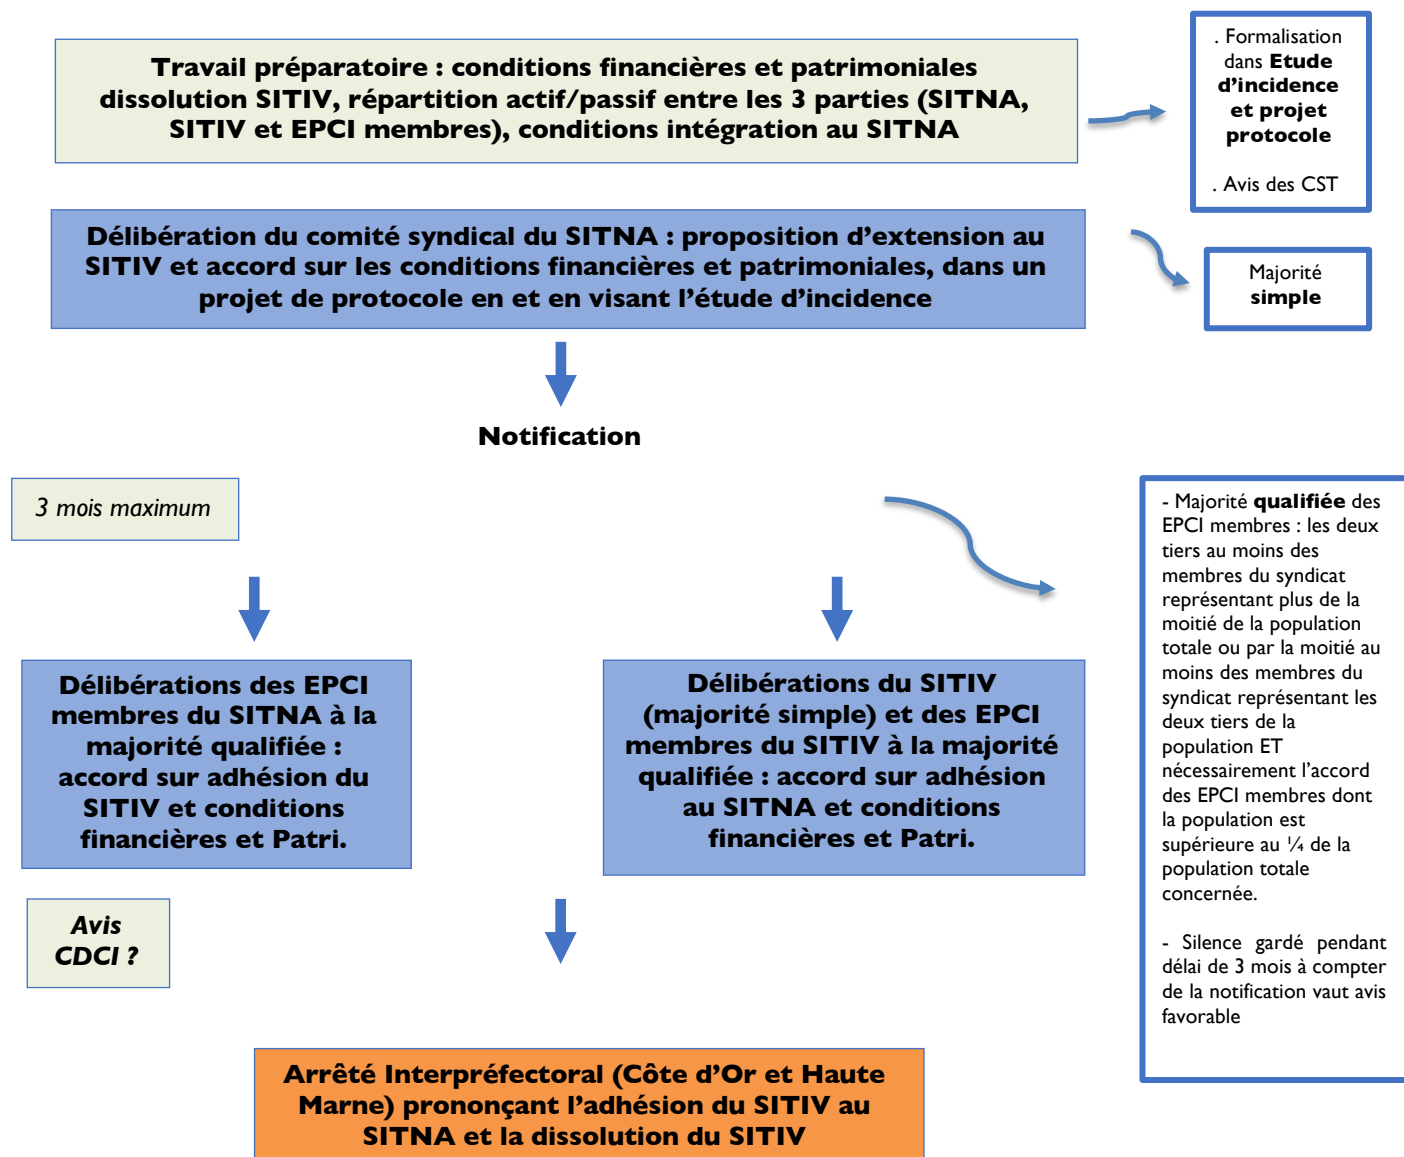 Travail préparatoire : conditions financières et patrimoniales
dissolution SITIV, répartition actif/passif entre les 3 parties (SITNA,
SITIV et EPCI membres), conditions intégration au SITNA
. Formalisation
dans Etude
d’incidence
et projet
protocole
. Avis des CST
Délibération du comité syndical du SITNA : proposition d’extension au
SITIV et accord sur les conditions financières et patrimoniales, dans un
projet de protocole en et en visant l’étude d’incidence
Majorité
simple
Notification
3 mois maximum
Délibérations des EPCI
membres du SITNA à la
majorité qualifiée :
accord sur adhésion du
SITIV et conditions
financières et Patri.
Délibérations du SITIV
(majorité simple) et des EPCI
membres du SITIV à la majorité
qualifiée : accord sur adhésion
au SITNA et conditions
financières et Patri.
- Majorité qualifiée des
EPCI membres : les deux
tiers au moins des
membres du syndicat
représentant plus de la
moitié de la population
totale ou par la moitié au
moins des membres du
syndicat représentant les
deux tiers de la
population ET
nécessairement l’accord
des EPCI membres dont
la population est
supérieure au ¼ de la
population totale
concernée.
- Silence gardé pendant
délai de 3 mois à compter
de la notification vaut avis
favorable
Avis
CDCI ?
Arrêté Interpréfectoral (Côte d’Or et Haute
Marne) prononçant l’adhésion du SITIV au
SITNA et la dissolution du SITIV